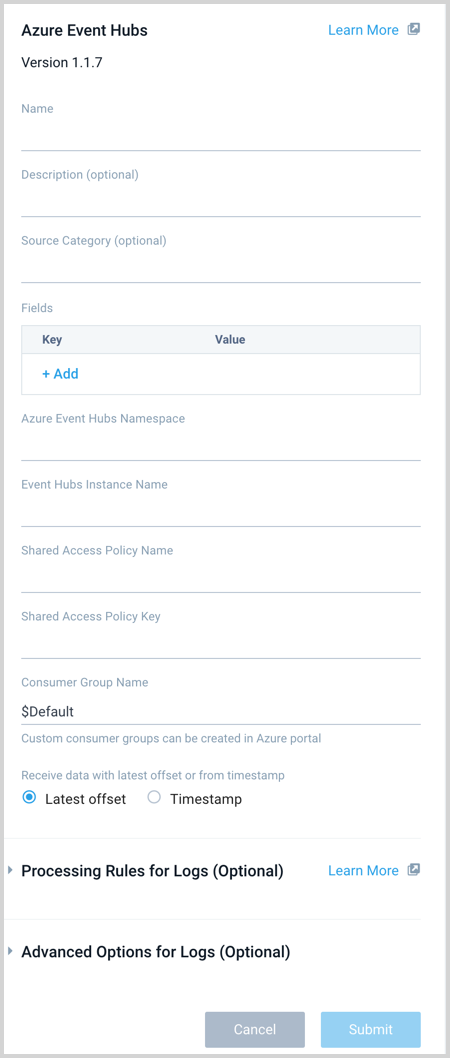 Azure Event Hubs
Learn More
Version 1.1.7
Name
Description (optional)
Source Category (optional)
Fields
Key Value
+ Add
Azure Event Hubs Namespace
Event Hubs Instance Name
Shared Access Policy Name
Shared Access Policy Key
Consumer Group Name
$Default
Custom consumer groups can be created in Azure portal
Receive data with latest offset or from timestamp
Latest offset Timestamp
Processing Rules for Logs (Optional) Learn More
Advanced Options for Logs (Optional)
Cancel Submit